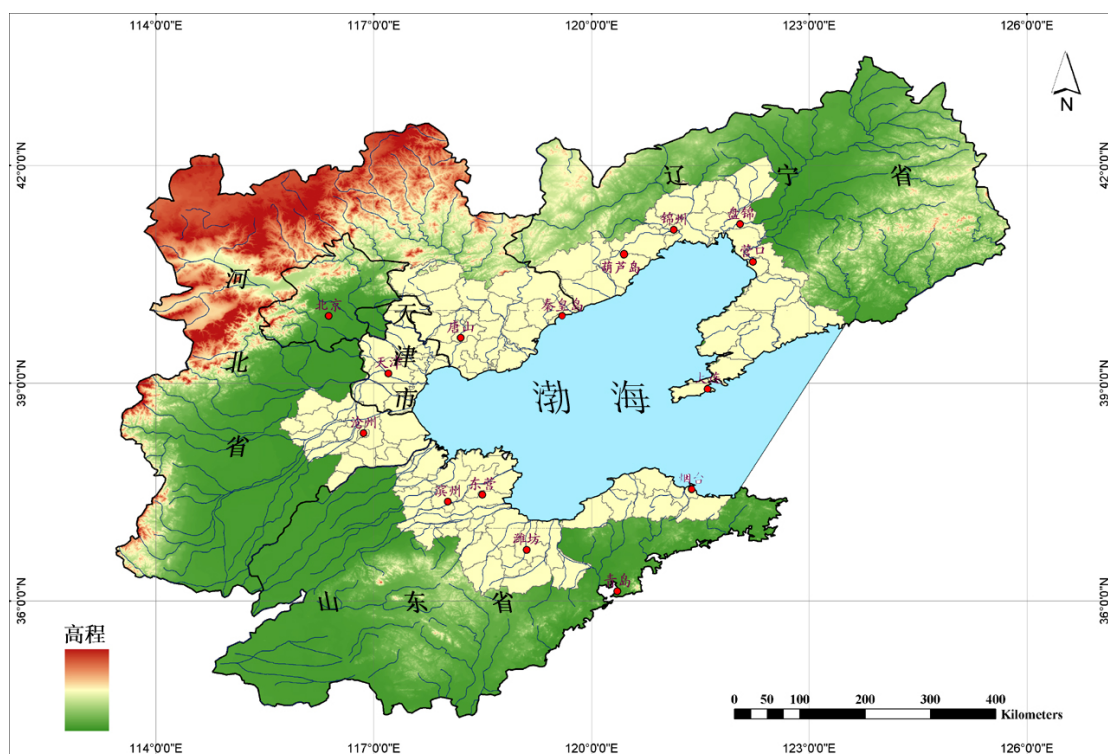 114°0'0"E 117°0'0"E 120°0'0"E 123°0'0"E 126°0'0"E
42°0'0"N 42°0'0"N
39°0'0"N 39°0'0"N
36°0'0"N 36°0'0"N
N
辽宁省
锦州
盘锦
营口
葫芦岛
河北省
北京
天津市
秦皇岛
唐山
天津
渤海
大连
沧州
滨州
东营
烟台
潍坊
青岛
山东省
高程
0 50 100 200 300 400
Kilometers
114°0'0"E 117°0'0"E 120°0'0"E 123°0'0"E 126°0'0"E